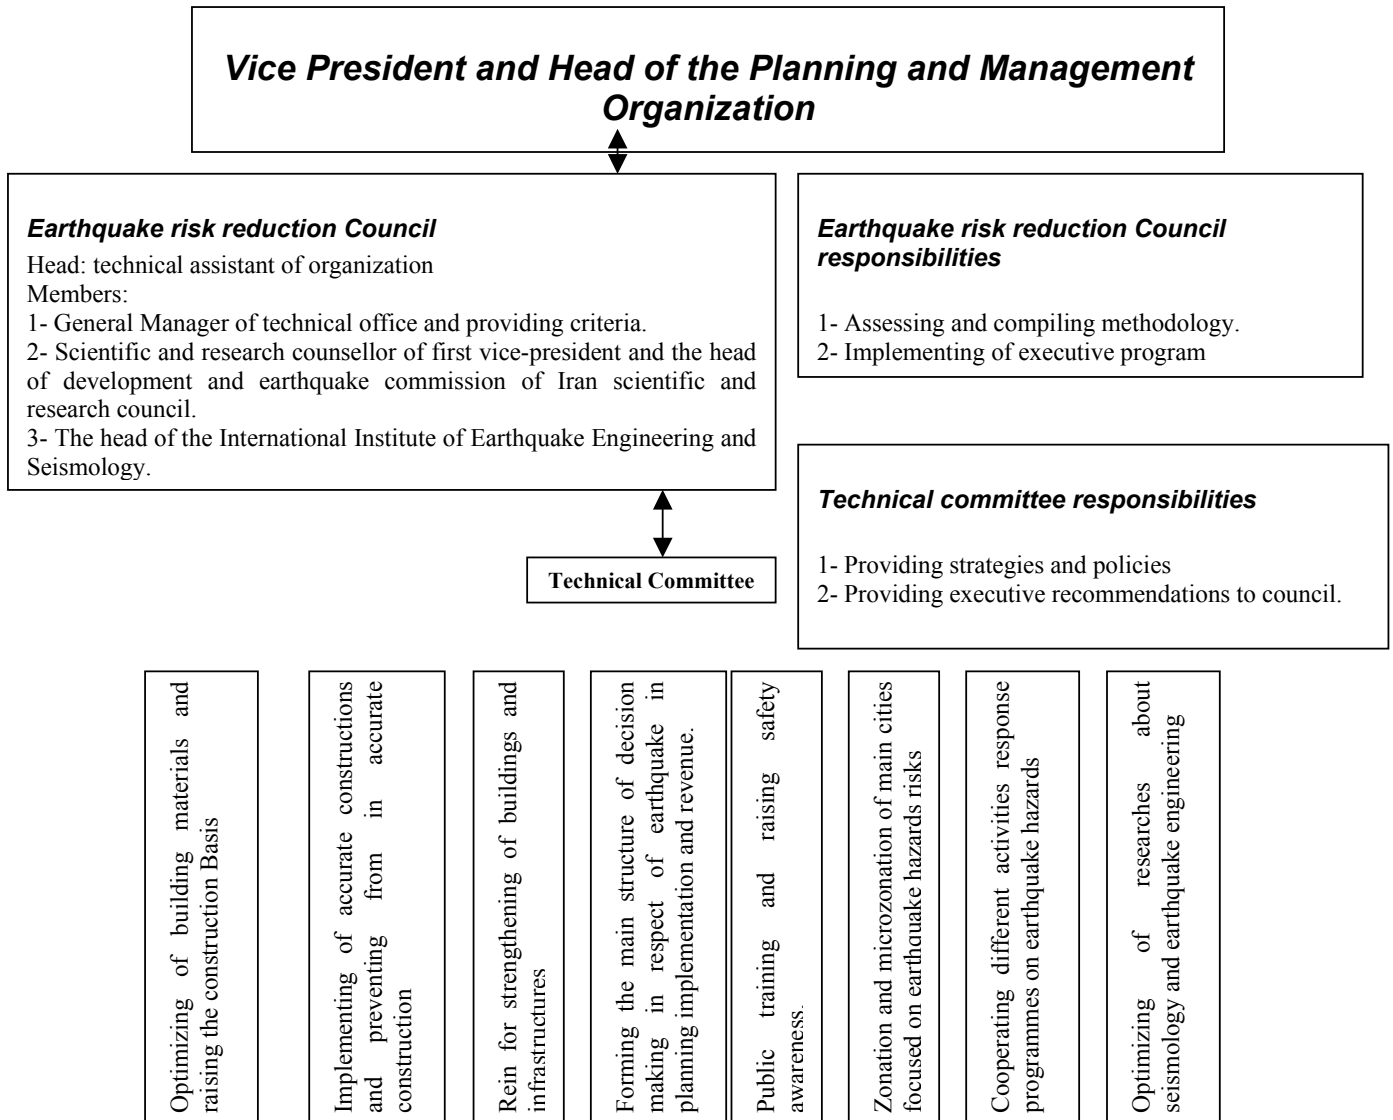 Vice President and Head of the Planning and Management
Organization
Earthquake risk reduction Council
Head: technical assistant of organization
Members:
1- General Manager of technical office and providing criteria.
2- Scientific and research counsellor of first vice-president and the head
of development and earthquake commission of Iran scientific and
research council.
3- The head of the International Institute of Earthquake Engineering and
Seismology.
Earthquake risk reduction Council
responsibilities
1- Assessing and compiling methodology.
2- Implementing of executive program
Technical committee responsibilities
1- Providing strategies and policies
2- Providing executive recommendations to council.
Technical Committee
Optimizing of building materials and
raising the construction Basis
Implementing of accurate constructions
and preventing from in accurate
construction
Rein for strengthening of buildings and
infrastructures
Forming the main structure of decision
making in respect of earthquake in
planning implementation and revenue.
Public training and raising safety
awareness.
Zonation and microzonation of main cities
focused on earthquake hazards risks
Cooperating different activities response
programmes on earthquake hazards
Optimizing of researches about
seismology and earthquake engineering